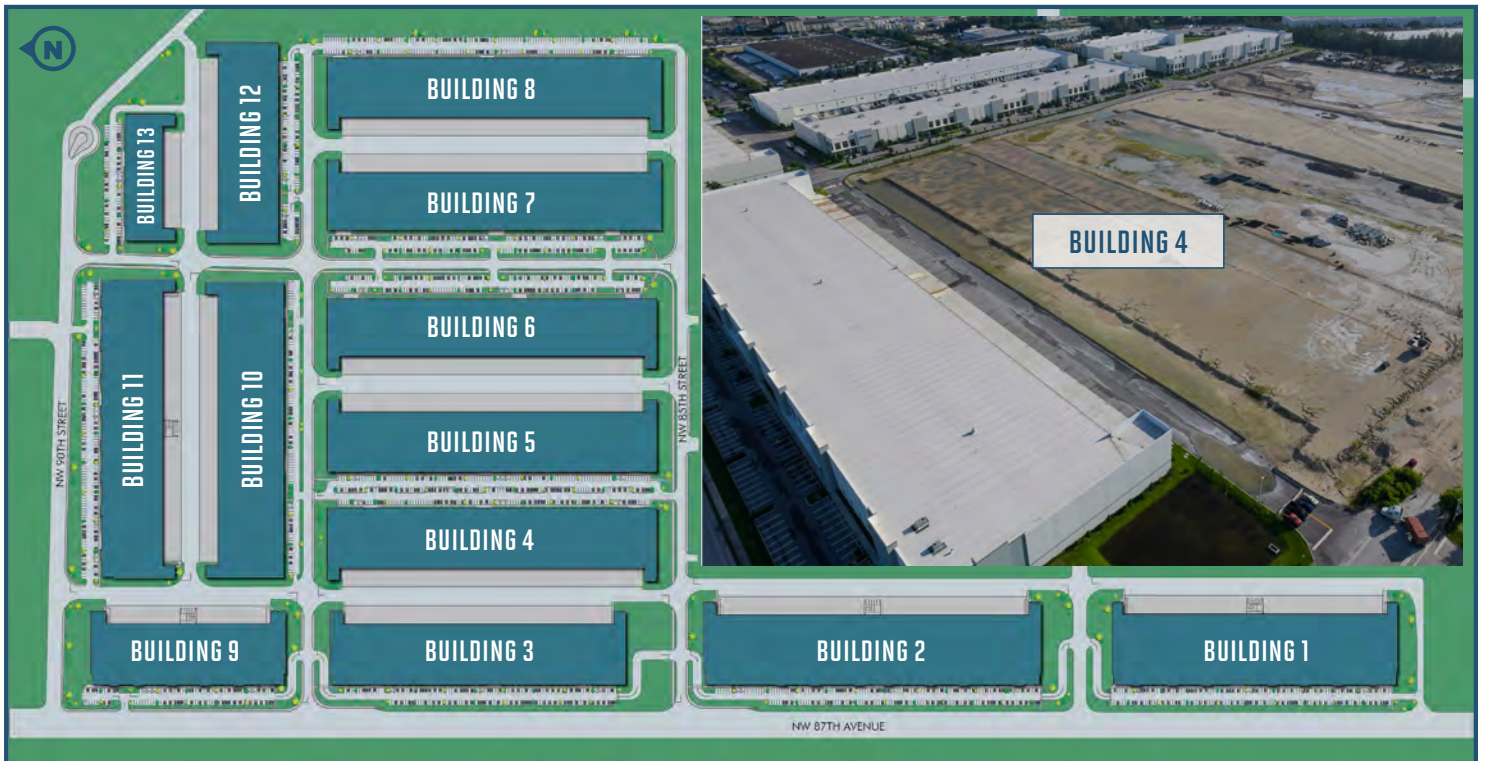 N
BUILDING 8
BUILDING 12
BUILDING 13
BUILDING 7
BUILDING 4
BUILDING 6
BUILDING 11
BUILDING 10
NW 85TH STREET
NW 90TH STREET
BUILDING 5
BUILDING 4
BUILDING 9
BUILDING 3
BUILDING 2
BUILDING 1
NW 87TH AVENUE